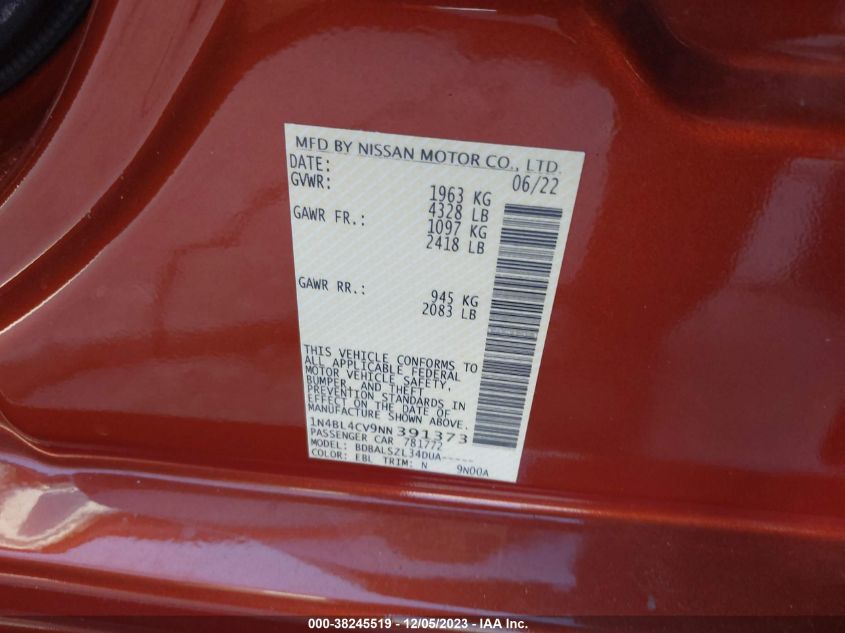 MFD BY NISSAN MOTOR CO., LTD.
DATE: 06/22
GVWR: 1963 KG
4328 LB
GAWR FR.: 1097 KG
2418 LB
GAWR RR.: 945 KG
2083 LB
THIS VEHICLE CONFORMS TO
ALL APPLICABLE FEDERAL
MOTOR VEHICLE SAFETY,
BUMPER, AND THEFT
PREVENTION STANDARDS IN
EFFECT ON THE DATE OF
MANUFACTURE SHOWN ABOVE.
1N4BL4CV9NN391373
PASSENGER CAR 781772
MODEL: BDBALSZL34DUA-----
COLOR: EBL TRIM: N 9N00A
000-38245519 - 12/05/2023 - IAA Inc.